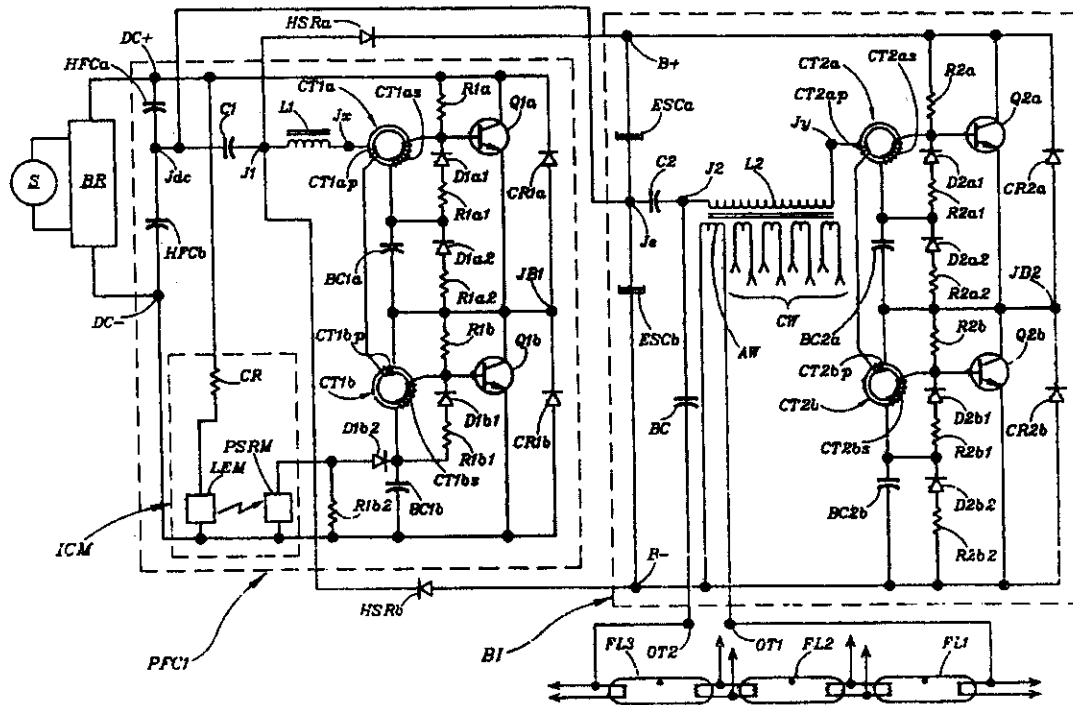 HSRa
DC+
HFCa
CT1a
CT1as
R1a
Q1a
B+
CT2a
CT2as
R2a
Q2a
CT2ap
C1
L1
Jx
ESCa
Jy
S
BR
Jdc
J1
CT1ap
D1a1
CR1a
C2
J2
L2
D2a1
CR2a
R1a1
R2a1
HFCb
Je
BC1a
D1a2
D2a2
R1a2
JB1
R2a2
JD2
DC-
CW
BC2a
AW
ESCb
R1b
R2b
CT1bp
Q1b
CT2bp
Q2b
CR
CT1b
D1b1
CR1b
BC
CT2b
D2b1
CR2b
D1b2
R1b1
CT2bs
R2b1
PSRM
LEM
CT1bs
BC1b
R1b2
BC2b
D2b2
R2b2
ICM
B-
HSRb
PFC1
BI
FL3
OT2
OT1
FL2
FL1